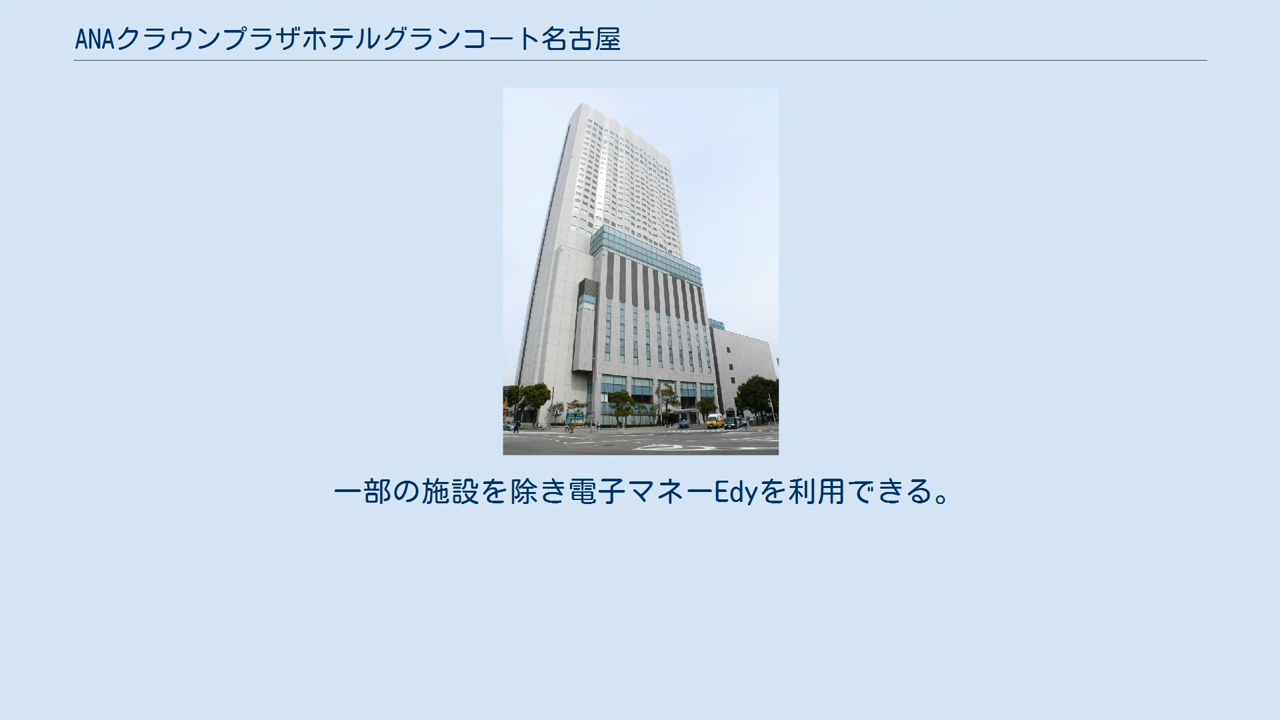 ANAクラウンプラザホテルグランコート名古屋
一部の施設を除き電子マネーEdyを利用できる。